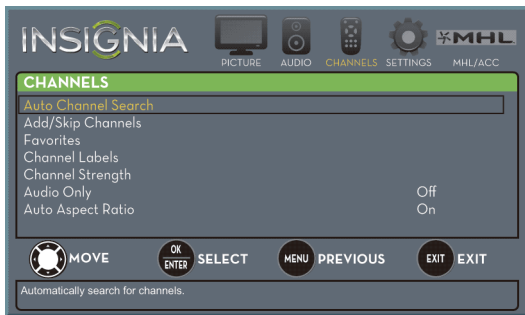 INSIGNIA
PICTURE AUDIO CHANNELS SETTINGS MHL MHL/ACC
CHANNELS
Auto Channel Search
Add/Skip Channels
Favorites
Channel Labels
Channel Strength
Audio Only Off
Auto Aspect Ratio On
MOVE OK ENTER SELECT MENU PREVIOUS EXIT EXIT
Automatically search for channels.